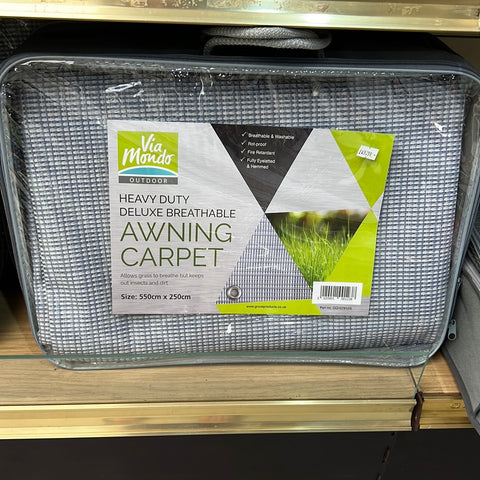 Via
Mondo
OUTDOOR
✓ Breathable & Washable
✓ Rot-proof
✓ Fire Retardant
✓ Fully Eyeletted
& Hemmed
HEAVY DUTY
DELUXE BREATHABLE
AWNING
CARPET
Allows grass to breathe but keeps
out insects and dirt
Size: 550cm x 250cm